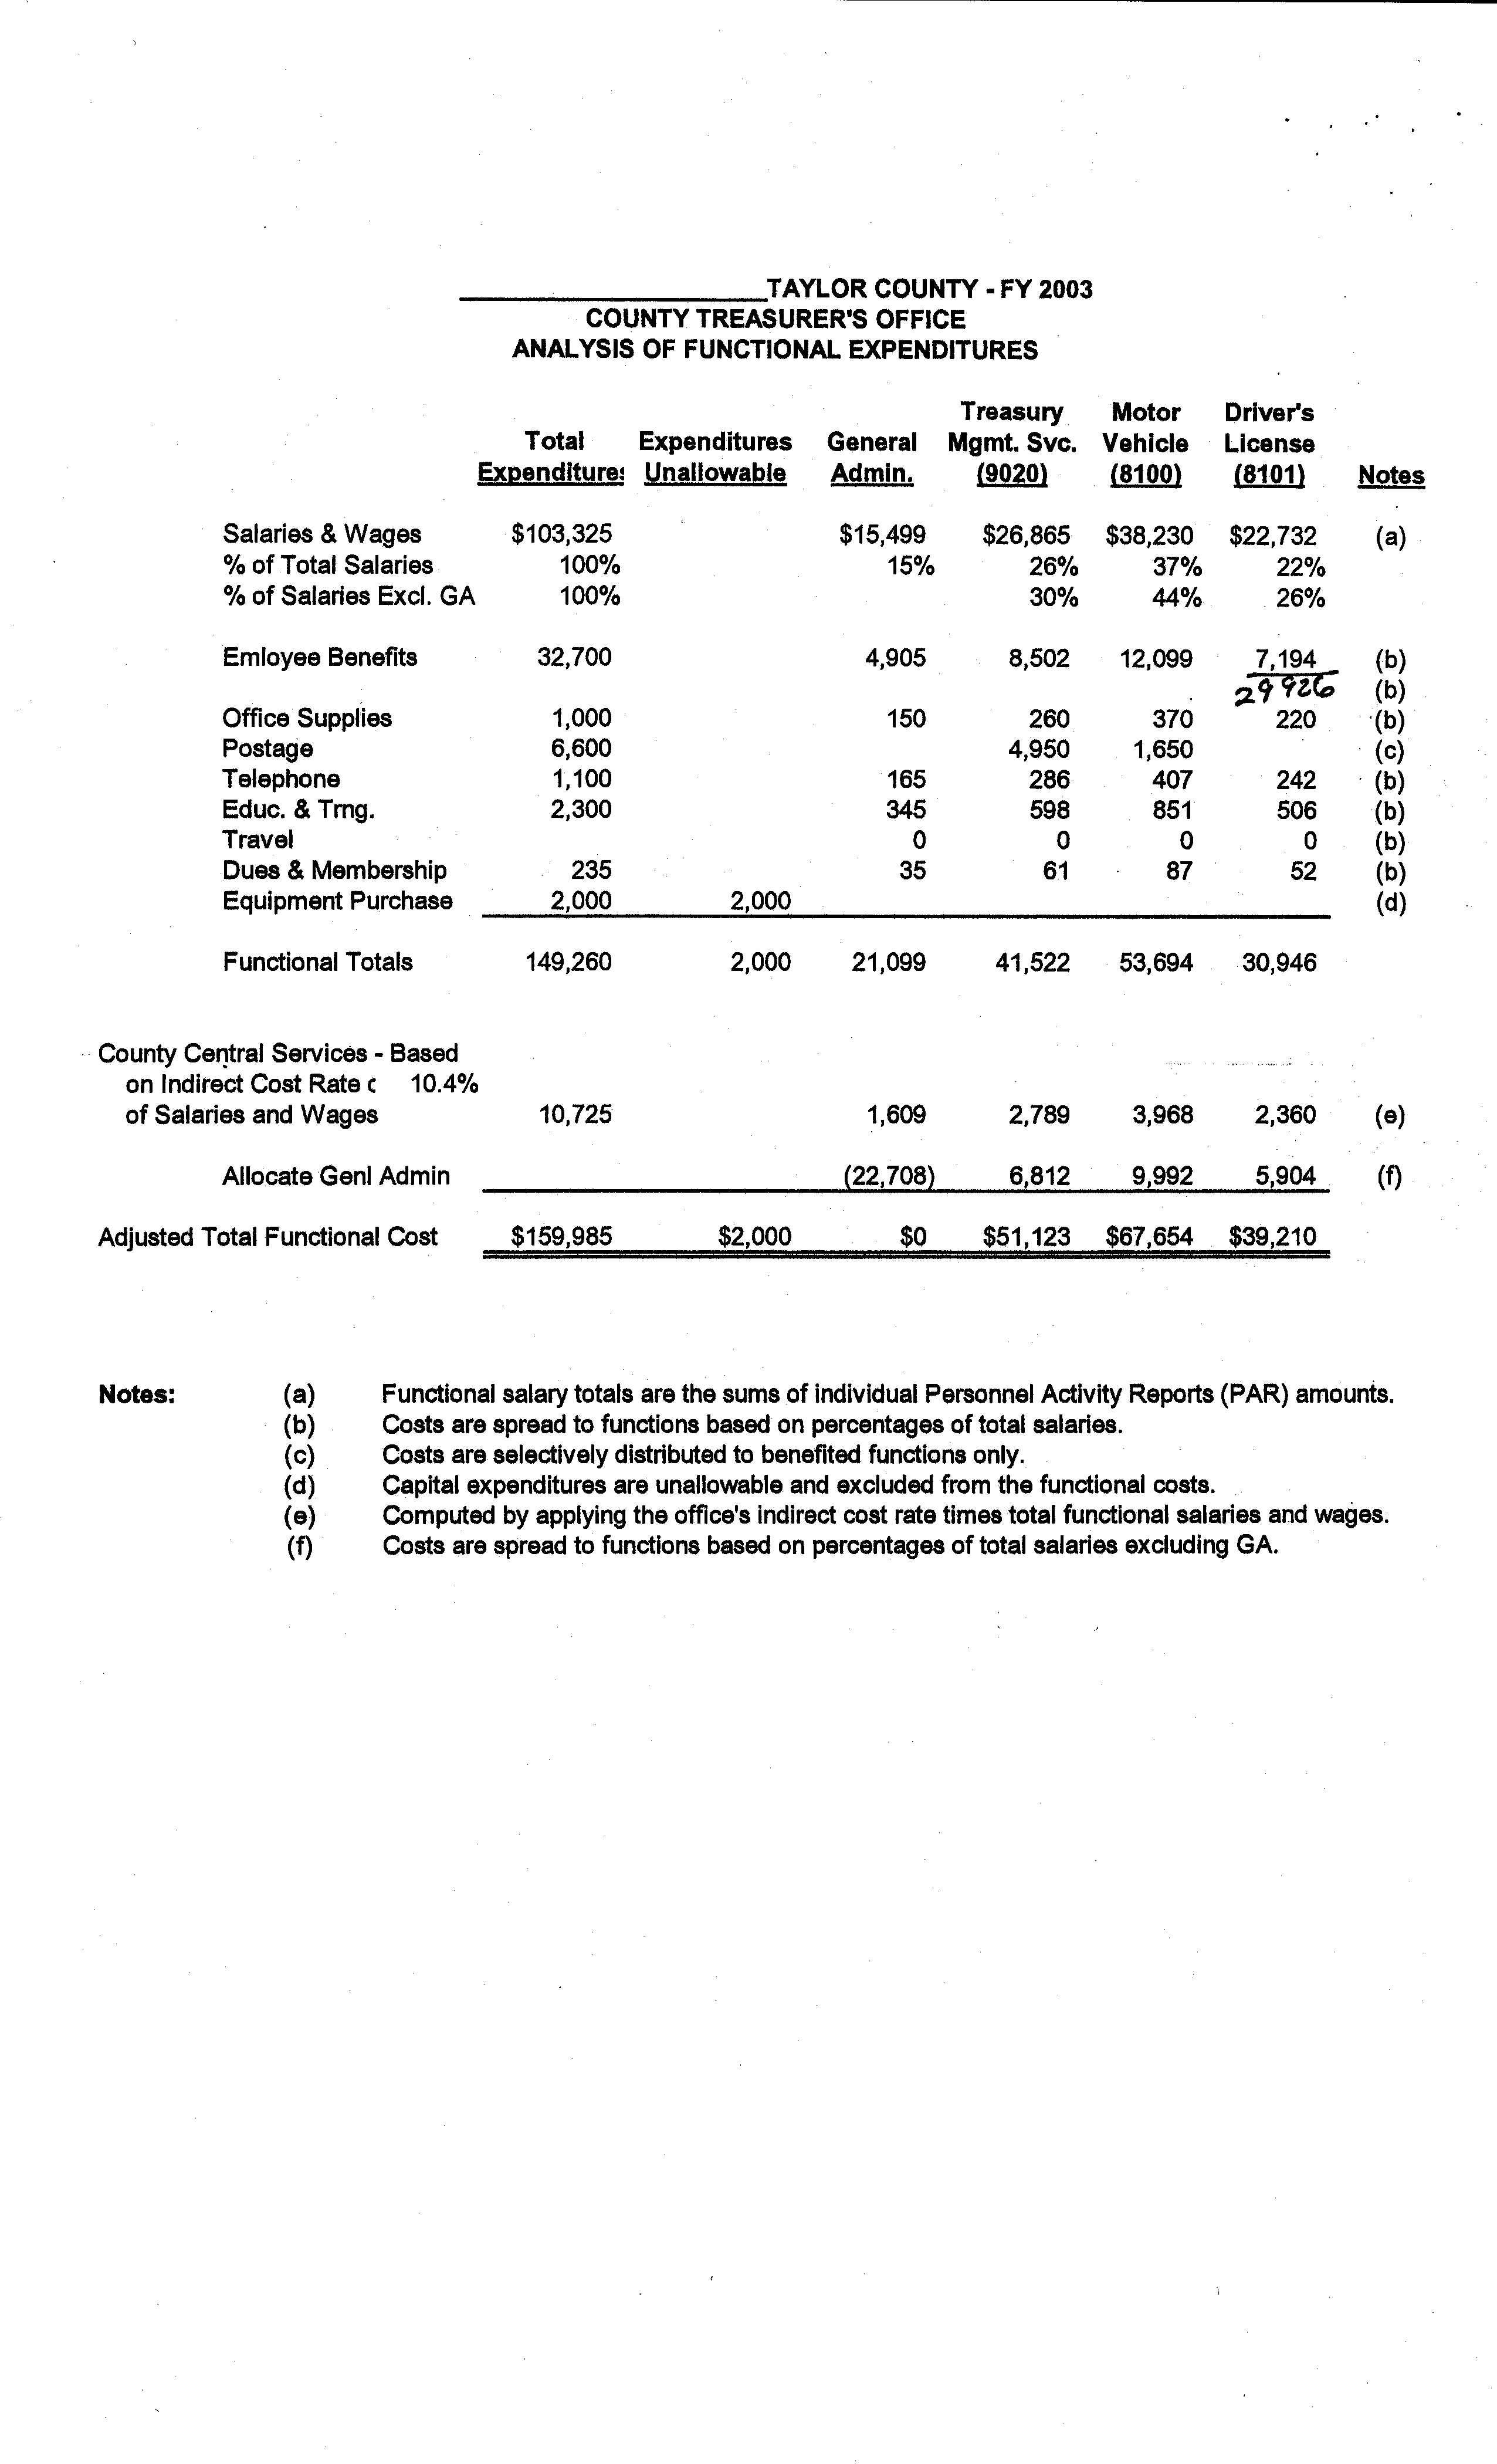 TAYLOR COUNTY - FY 2003
COUNTY TREASURER'S OFFICE
ANALYSIS OF FUNCTIONAL EXPENDITURES
Treasury Motor Driver's
Total Expenditures General Mgmt. Svc. Vehicle License
Expenditures Unallowable Admin. (9020) (8100) (8101) Notes
Salaries & Wages $103,325 $15,499 $26,865 $38,230 $22,732 (a)
% of Total Salaries 100% 15% 26% 37% 22%
% of Salaries Excl. GA 100% 30% 44% 26%
Emloyee Benefits 32,700 4,905 8,502 12,099 7,194 (b)
29926 (b)
Office Supplies 1,000 150 260 370 220 (b)
Postage 6,600 4,950 1,650 (c)
Telephone 1,100 165 286 407 242 (b)
Educ. & Trng. 2,300 345 598 851 506 (b)
Travel 0 0 0 0 (b)
Dues & Membership 235 35 61 87 52 (b)
Equipment Purchase 2,000 2,000 (d)
Functional Totals 149,260 2,000 21,099 41,522 53,694 30,946
County Central Services - Based
on Indirect Cost Rate c 10.4%
of Salaries and Wages 10,725 1,609 2,789 3,968 2,360 (e)
Allocate Genl Admin (22,708) 6,812 9,992 5,904 (f)
Adjusted Total Functional Cost $159,985 $2,000 $0 $51,123 $67,654 $39,210
Notes: (a) Functional salary totals are the sums of individual Personnel Activity Reports (PAR) amounts.
(b) Costs are spread to functions based on percentages of total salaries.
(c) Costs are selectively distributed to benefited functions only.
(d) Capital expenditures are unallowable and excluded from the functional costs.
(e) Computed by applying the office's indirect cost rate times total functional salaries and wages.
(f) Costs are spread to functions based on percentages of total salaries excluding GA.